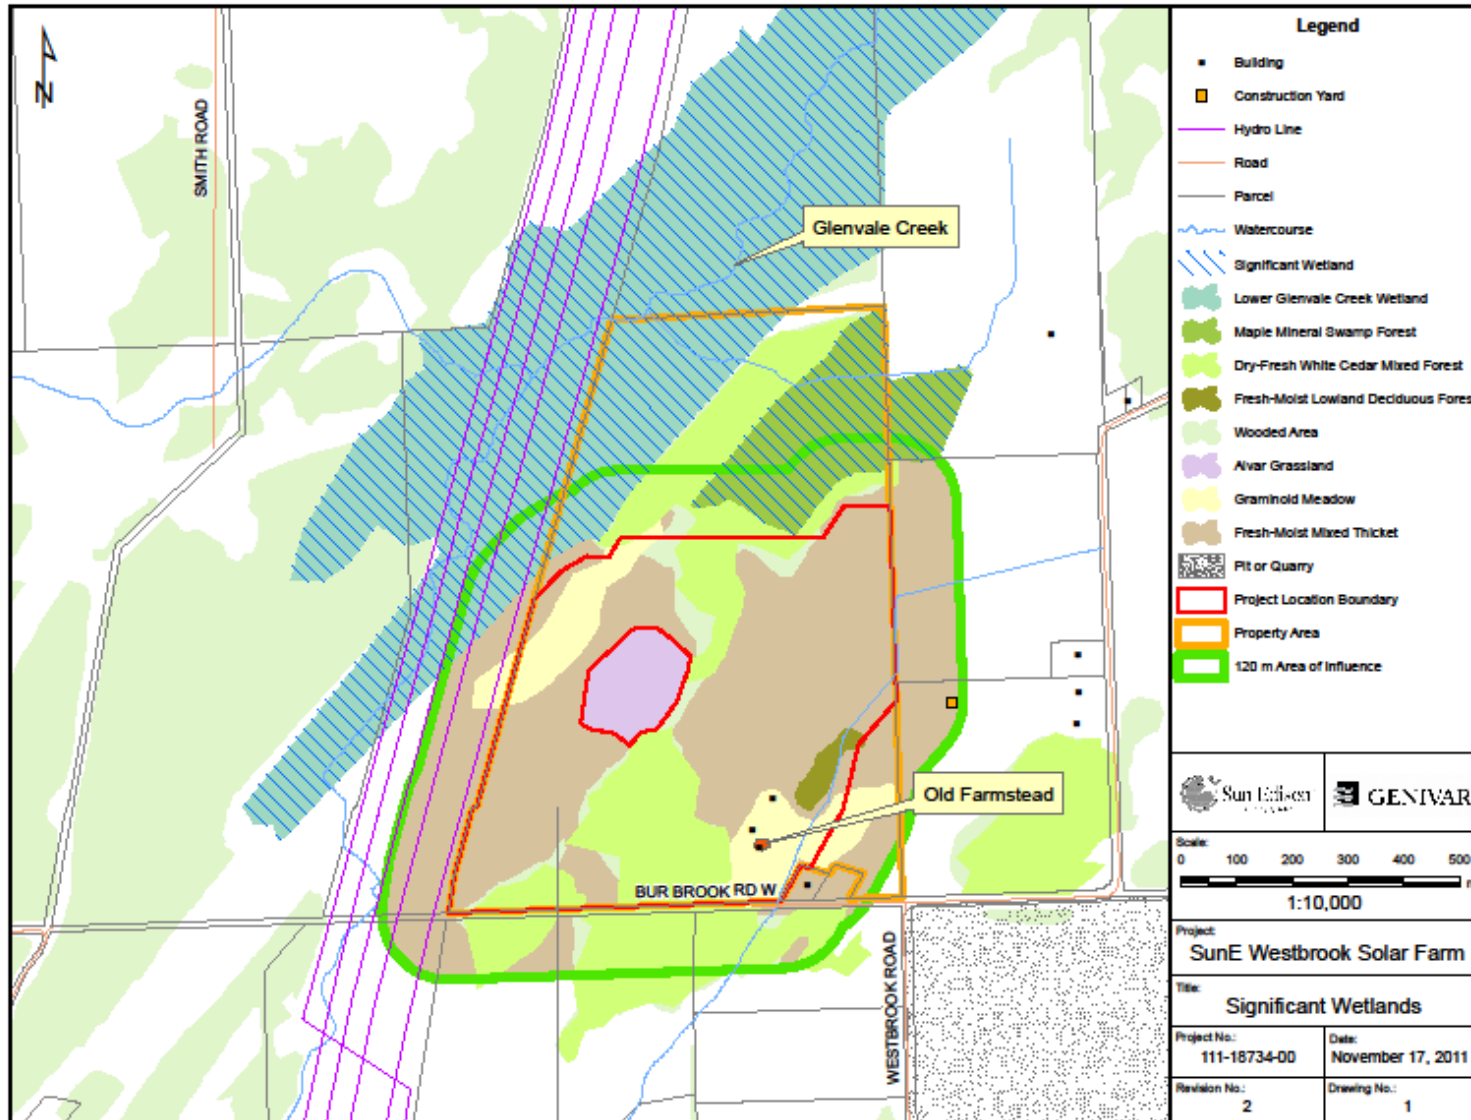 N
SMITH ROAD
Glenvale Creek
Old Farmstead
BUR BROOK RD W
WESTBROOK ROAD
Legend
Building
Construction Yard
Hydro Line
Road
Parcel
Watercourse
Significant Wetland
Lower Glenvale Creek Wetland
Maple Mineral Swamp Forest
Dry-Fresh White Cedar Mixed Forest
Fresh-Moist Lowland Deciduous Fores
Wooded Area
Alvar Grassland
Graminoid Meadow
Fresh-Moist Mixed Thicket
Pit or Quarry
Project Location Boundary
Property Area
120 m Area of Influence
Sun Edison
GENIVAR
Scale:
0 100 200 300 400 500
m
1:10,000
Project:
SunE Westbrook Solar Farm
Title:
Significant Wetlands
Project No.:
111-18734-00
Date:
November 17, 2011
Revision No.:
2
Drawing No.:
1